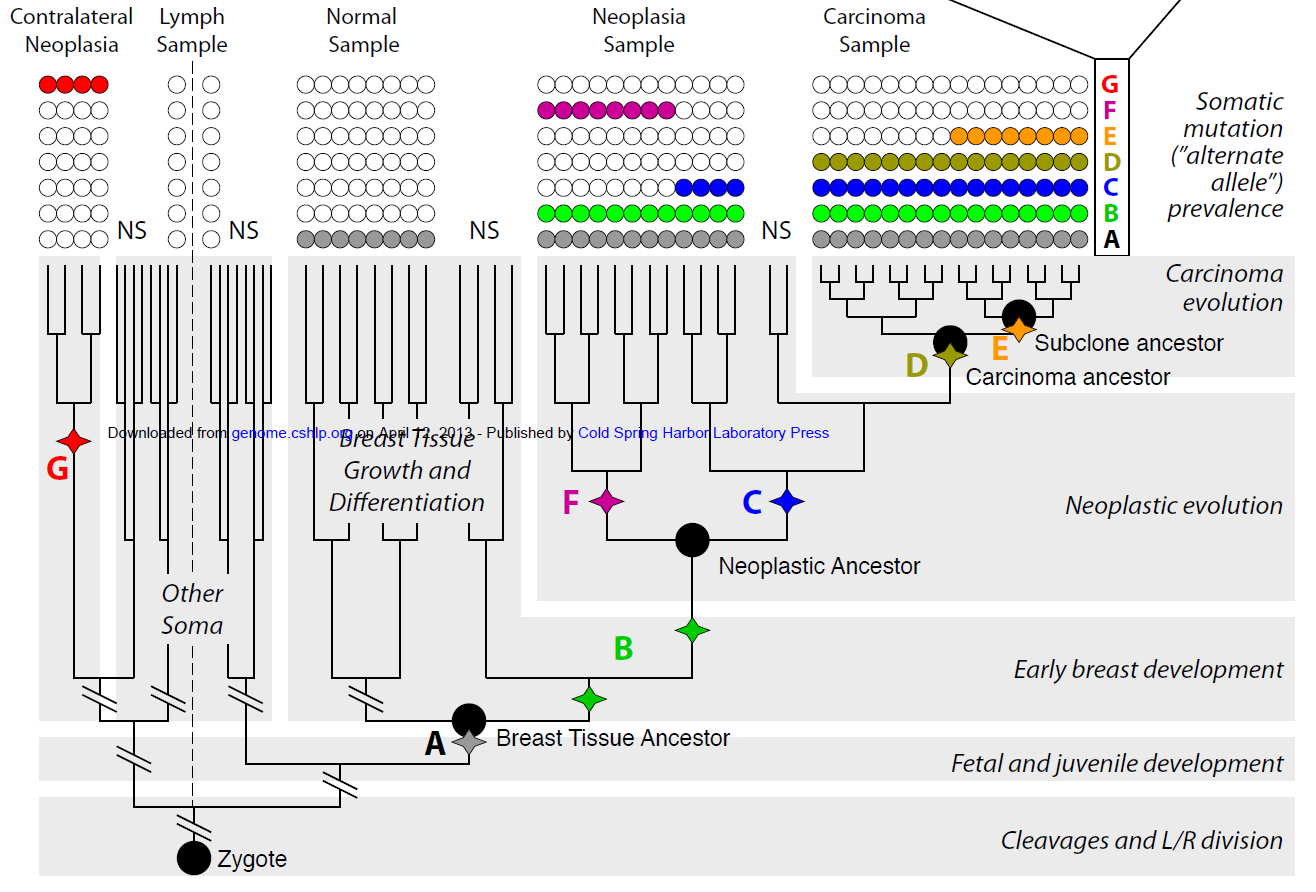 Contralateral
Neoplasia
Lymph
Sample
Normal
Sample
Neoplasia
Sample
Carcinoma
Sample
G
F
E
D
C
B
A
Somatic
mutation
("alternate
allele")
prevalence
NS
NS
NS
NS
Carcinoma
evolution
E
Subclone ancestor
D
Carcinoma ancestor
Downloaded from genome.cshlp.org on April 12, 2013 - Published by Cold Spring Harbor Laboratory Press
G
Breast Tissue
Growth and
Differentiation
F
C
Neoplastic evolution
Neoplastic Ancestor
Other
Soma
B
Early breast development
A
Breast Tissue Ancestor
Fetal and juvenile development
Cleavages and L/R division
Zygote